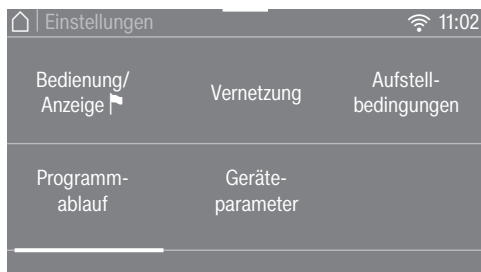 Einstellungen 11:02
Bedienung/ Anzeige
Vernetzung
Aufstell-
bedingungen
Programm-
ablauf
Geräte-
parameter